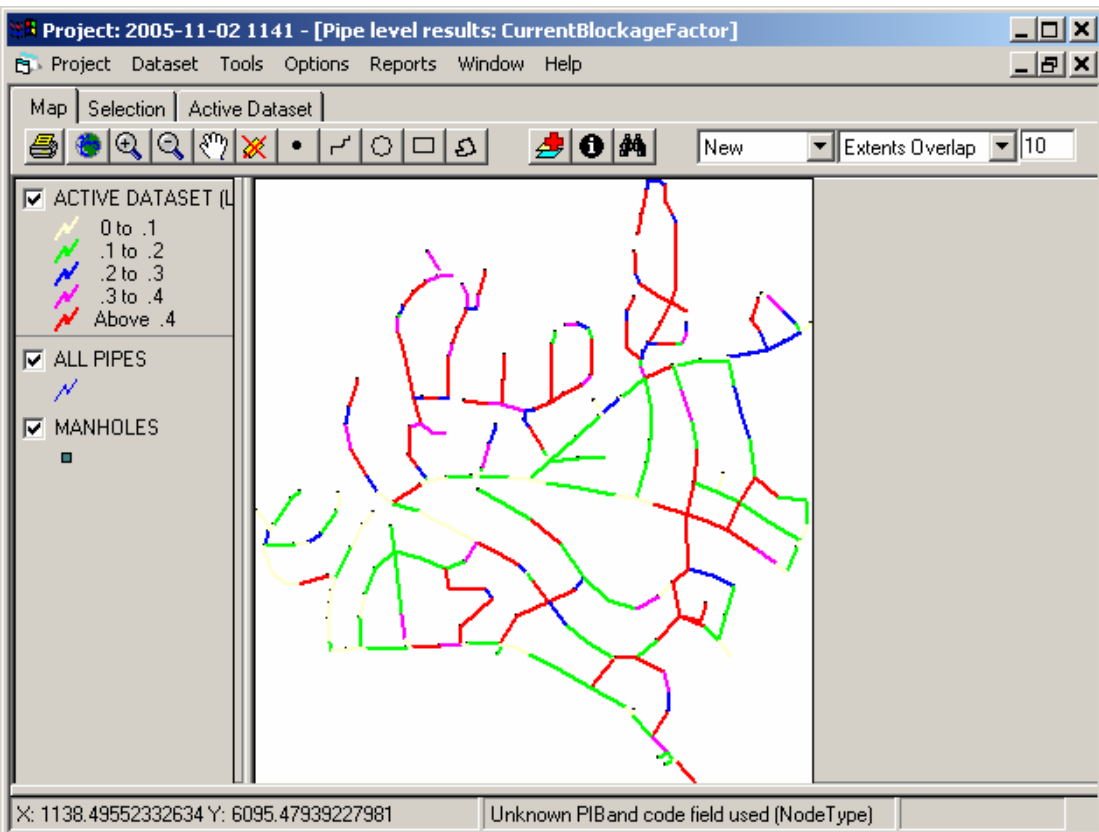 Project: 2005-11-02 1141 - [Pipe level results: CurrentBlockageFactor]
Project Dataset Tools Options Reports Window Help
Map Selection Active Dataset
New Extents Overlap 10
ACTIVE DATASET (L
0 to .1
.1 to .2
.2 to .3
.3 to .4
Above .4
ALL PIPES
MANHOLES
X: 1138.49552332634 Y: 6095.47939227981 Unknown PIBand code field used (NodeType)